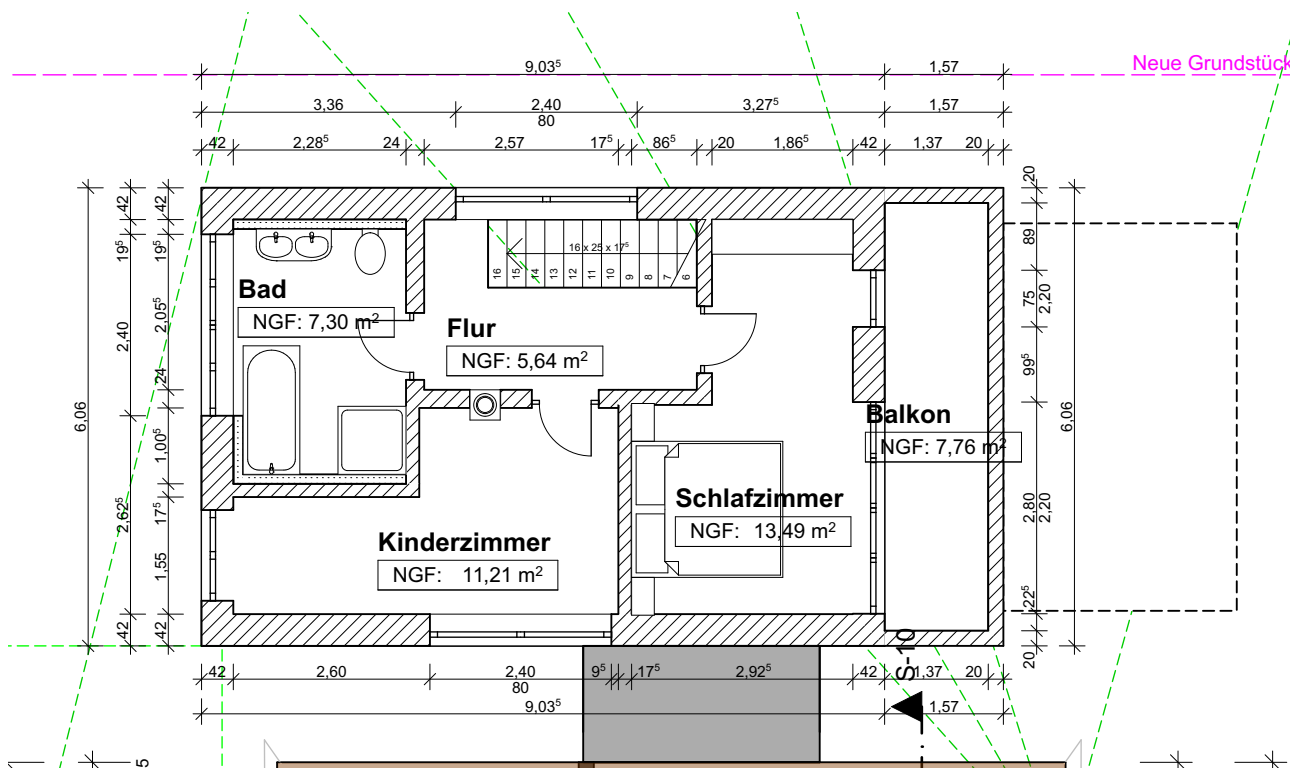 Neue Grundstück
9,03⁵ 1,57
3,36 2,40 3,27⁵ 1,57
80
42 2,28⁵ 24 2,57 17⁵ 86⁵ 20 1,86⁵ 42 1,37 20
6,06
42 19⁵ 2,40 2,62⁵ 42
42 19⁵ 2,05⁵ 24 1,00⁵ 17⁵ 1,55 42
16 x 25 x 17⁵
16 15 14 13 12 11 10 9 8 7 6
Bad
NGF: 7,30 m²
Flur
NGF: 5,64 m²
Balkon
NGF: 7,76 m²
Schlafzimmer
NGF: 13,49 m²
Kinderzimmer
NGF: 11,21 m²
20 89 75 99⁵ 2,80 22⁵ 20
2,20 2,20
6,06
S-10
42 2,60 2,40 9⁵ 17⁵ 2,92⁵ 42 1,37 20
80
9,03⁵ 1,57
5